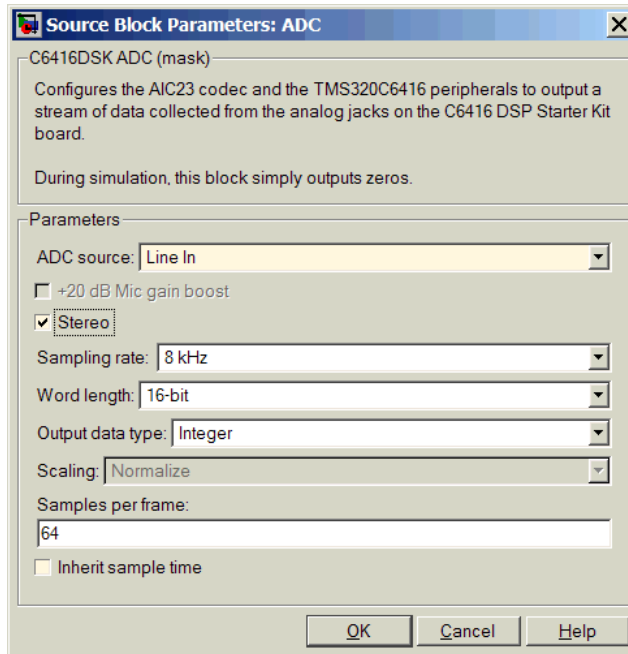 Source Block Parameters: ADC
C6416DSK ADC (mask)
Configures the AIC23 codec and the TMS320C6416 peripherals to output a
stream of data collected from the analog jacks on the C6416 DSP Starter Kit
board.
During simulation, this block simply outputs zeros.
Parameters
ADC source: Line In
+20 dB Mic gain boost
Stereo
Sampling rate: 8 kHz
Word length: 16-bit
Output data type: Integer
Scaling: Normalize
Samples per frame:
64
Inherit sample time
OK Cancel Help